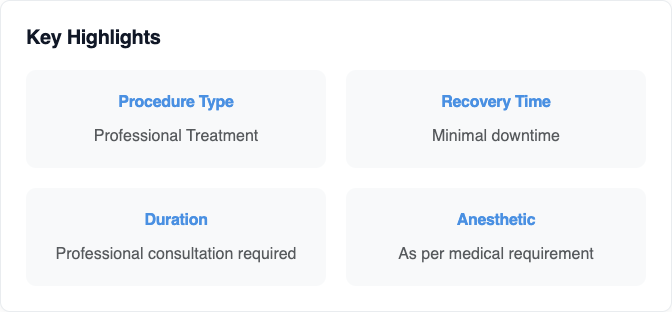 Key Highlights
Procedure Type
Professional Treatment
Recovery Time
Minimal downtime
Duration
Professional consultation required
Anesthetic
As per medical requirement